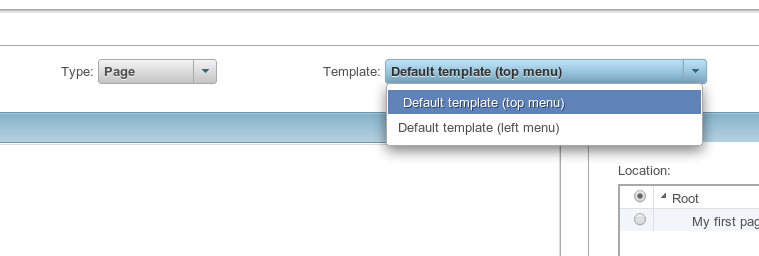 Type: Page Template: Default template (top menu)
Default template (top menu)
Default template (left menu)
Location:
Root
My first